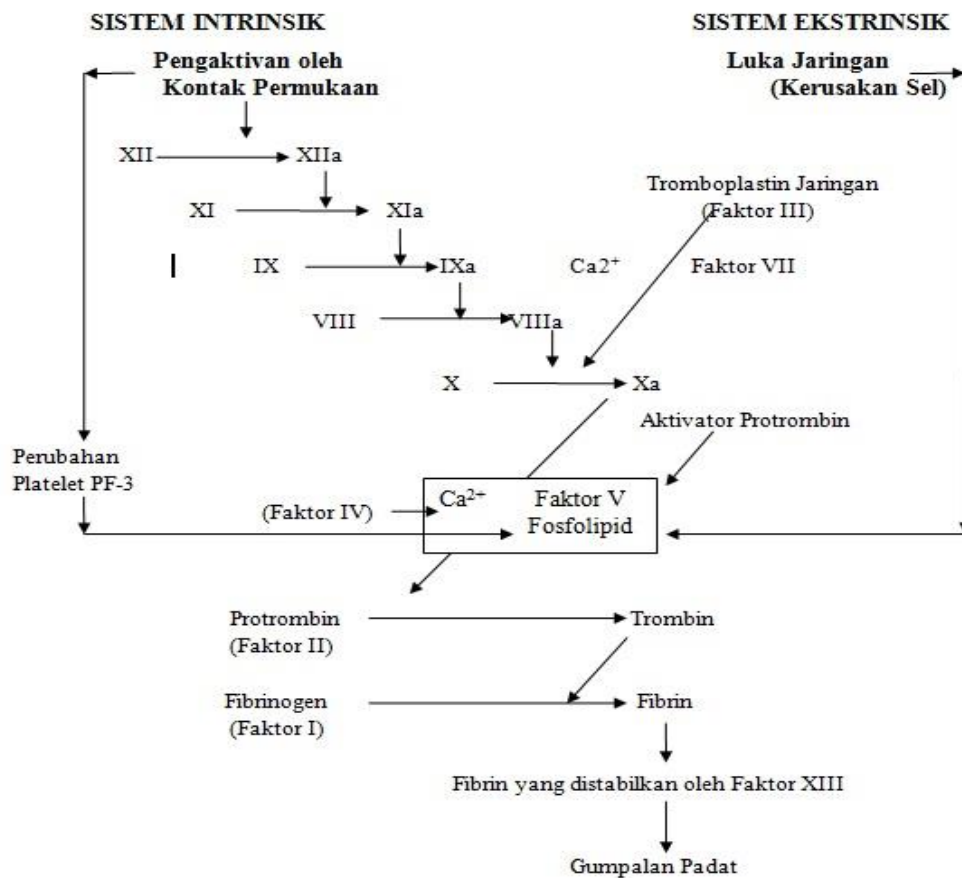 SISTEM INTRINSIK
SISTEM EKSTRINSIK
Pengaktivan oleh
Kontak Permukaan
Luka Jaringan
(Kerusakan Sel)
XII
XIIa
Tromboplastin Jaringan
(Faktor III)
XI
XIa
IX
IXa
Ca2⁺
Faktor VII
VIII
VIIIa
X
Xa
Aktivator Protrombin
Perubahan
Platelet PF-3
(Faktor IV)
Ca²⁺
Faktor V
Fosfolipid
Protrombin
(Faktor II)
Trombin
Fibrinogen
(Faktor I)
Fibrin
Fibrin yang distabilkan oleh Faktor XIII
Gumpalan Padat